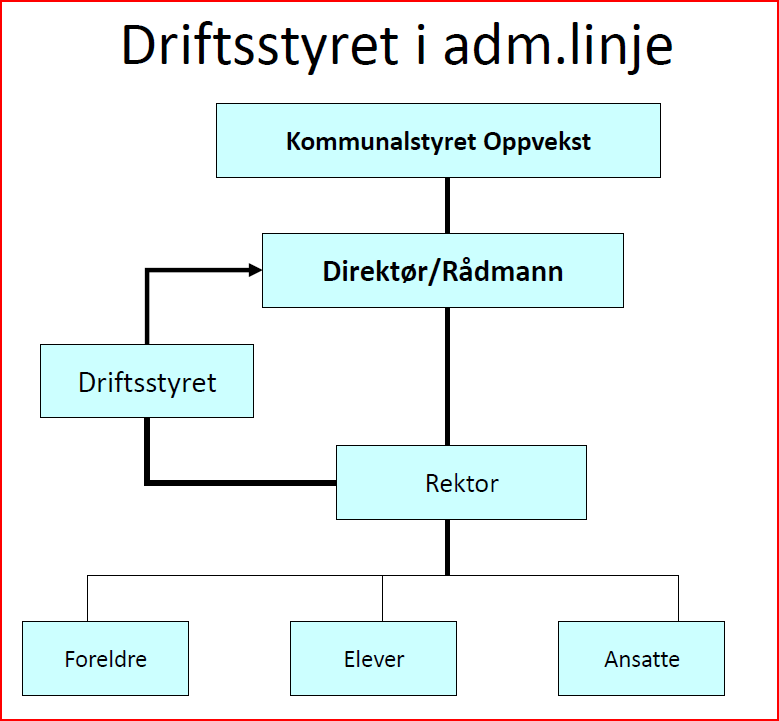 Driftsstyret i adm.linje
Kommunalstyret Oppvekst
Direktør/Rådmann
Driftsstyret
Rektor
Foreldre
Elever
Ansatte